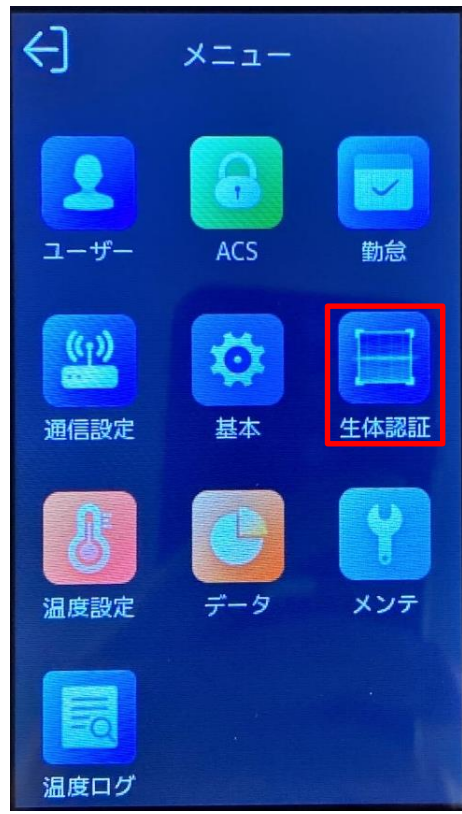 メニュー
ユーザー ACS 勤怠
通信設定 基本 生体認証
温度設定 データ メンテ
温度ログ